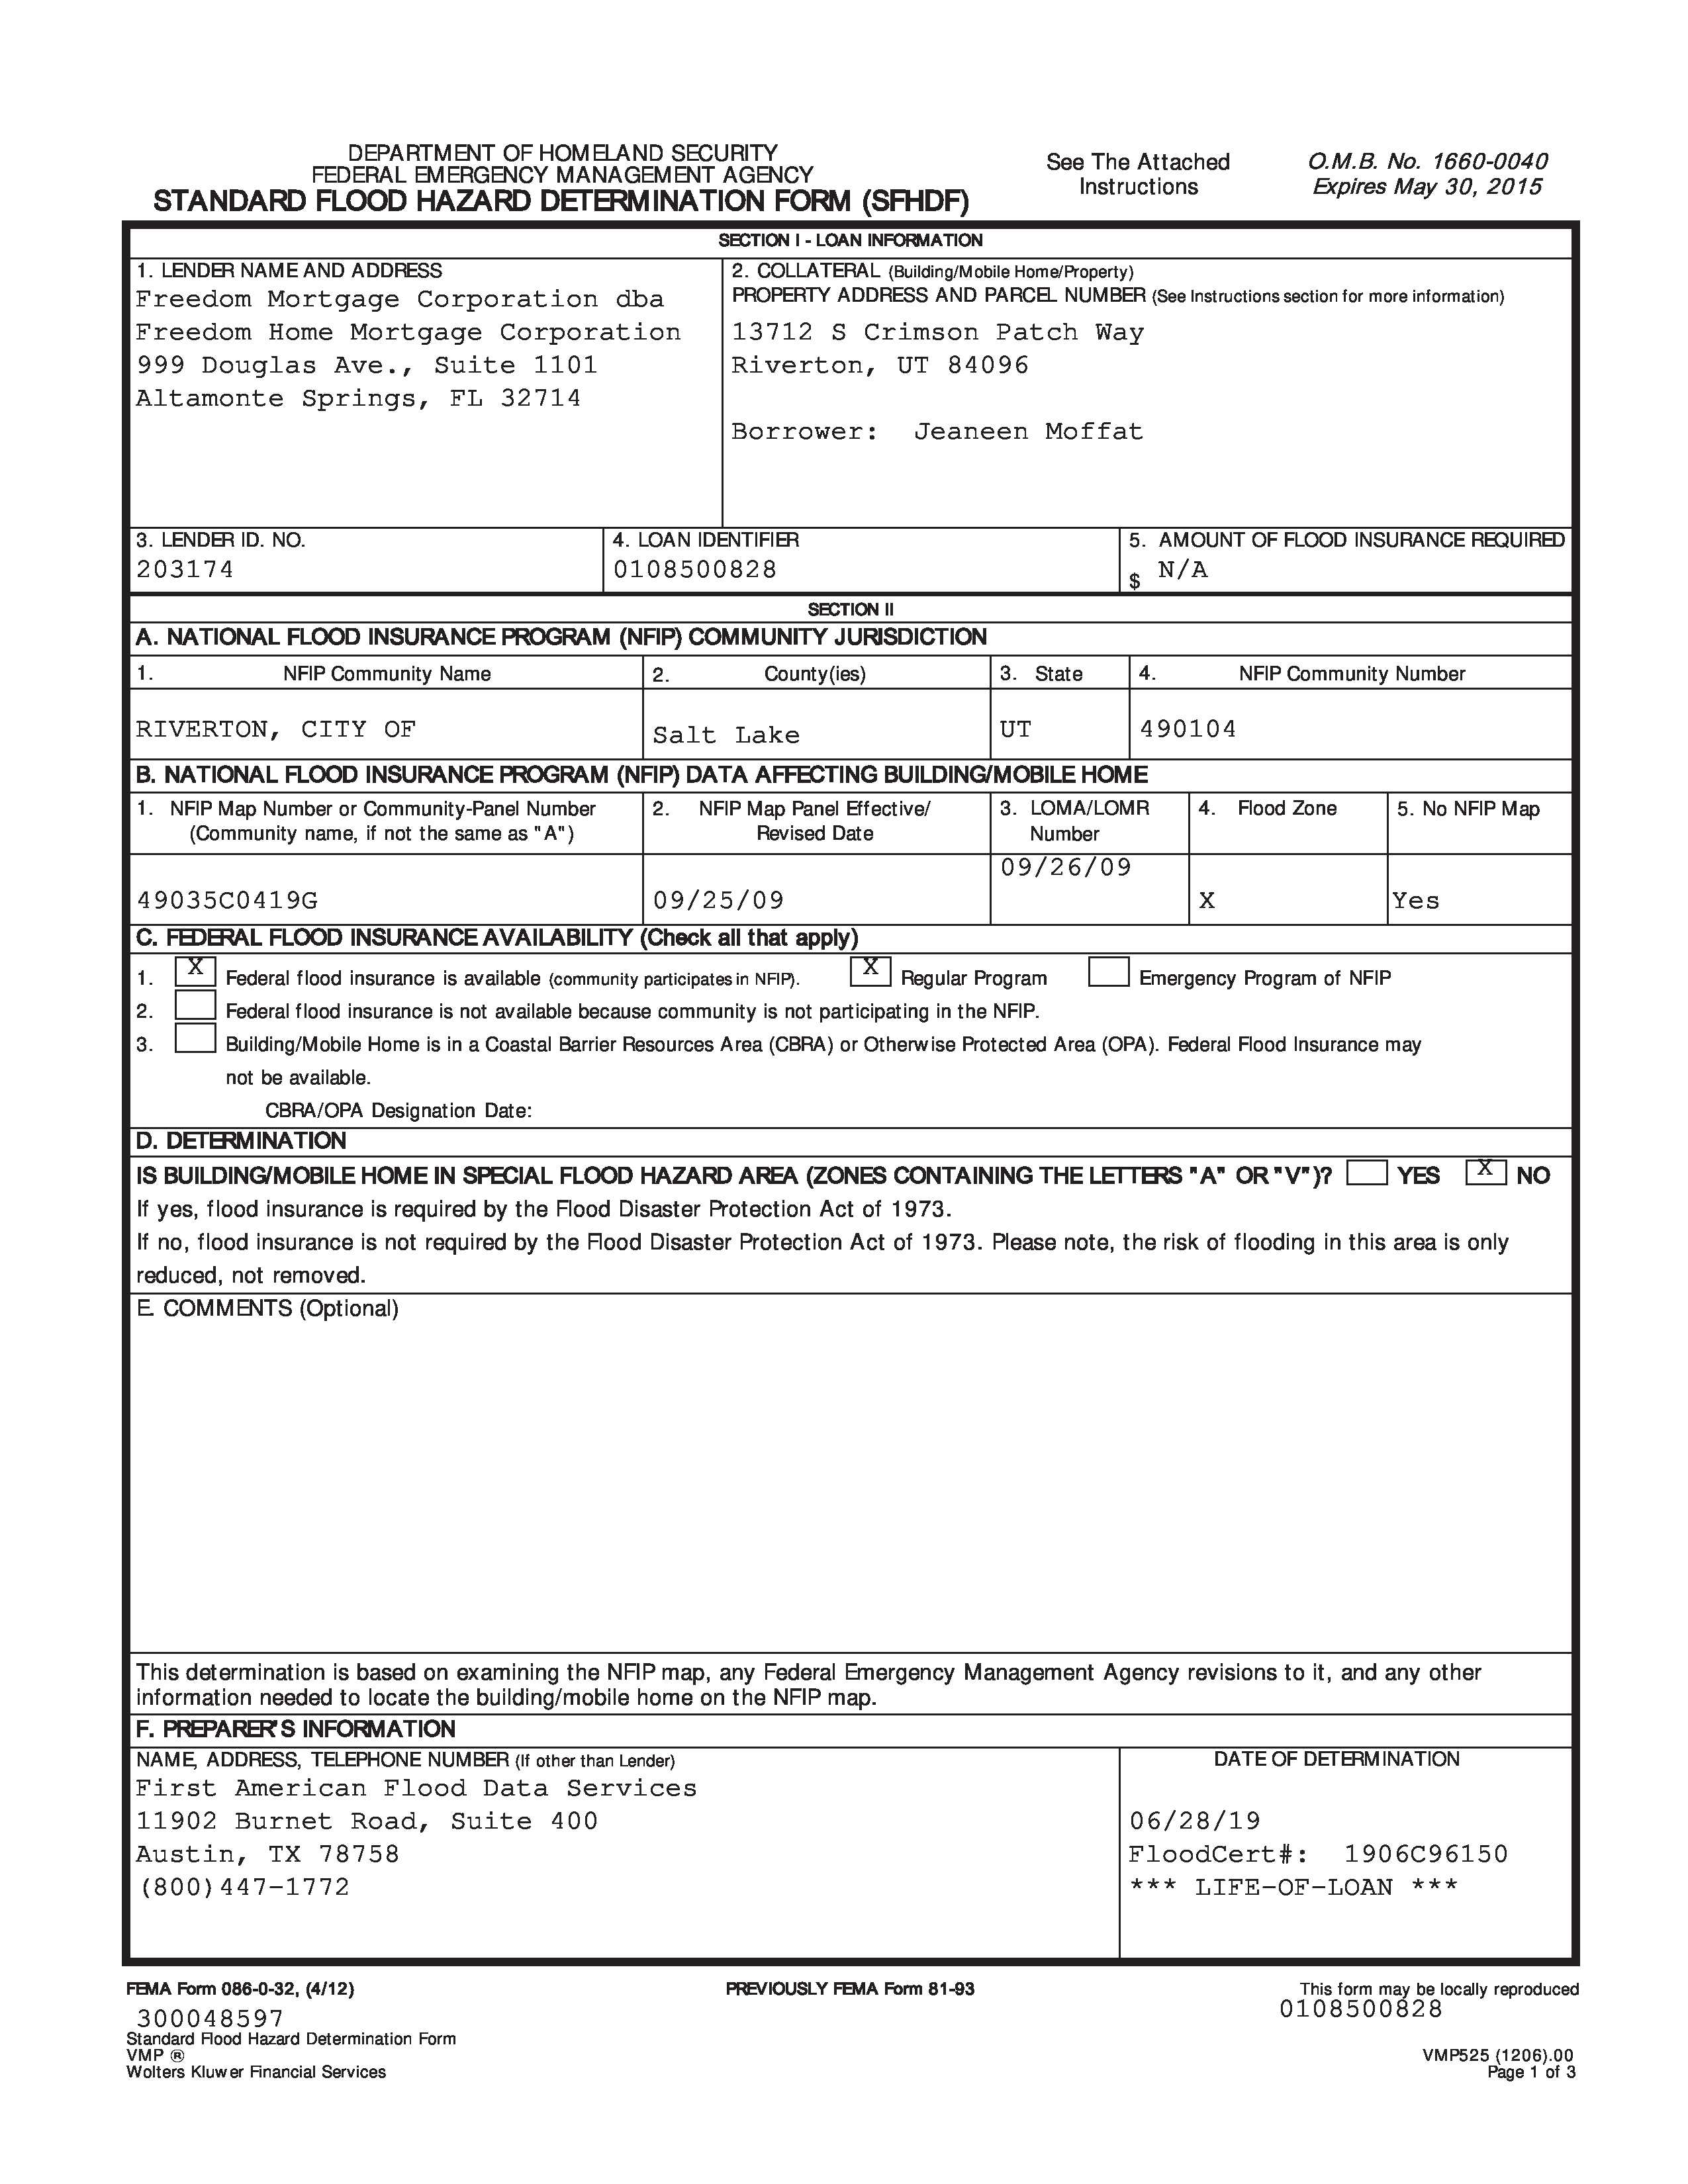 DEPARTMENT OF HOMELAND SECURITY
FEDERAL EMERGENCY MANAGEMENT AGENCY
STANDARD FLOOD HAZARD DETERMINATION FORM (SFHDF)
See The Attached
Instructions
O.M.B. No. 1660-0040
Expires May 30, 2015
SECTION I - LOAN INFORMATION
1. LENDER NAME AND ADDRESS
Freedom Mortgage Corporation dba
Freedom Home Mortgage Corporation
999 Douglas Ave., Suite 1101
Altamonte Springs, FL 32714
2. COLLATERAL (Building/Mobile Home/Property)
PROPERTY ADDRESS AND PARCEL NUMBER (See Instructions section for more information)
13712 S Crimson Patch Way
Riverton, UT 84096
Borrower: Jeaneen Moffat
3. LENDER ID. NO.
203174
4. LOAN IDENTIFIER
0108500828
5. AMOUNT OF FLOOD INSURANCE REQUIRED
$ N/A
SECTION II
A. NATIONAL FLOOD INSURANCE PROGRAM (NFIP) COMMUNITY JURISDICTION
1. NFIP Community Name
2. County(ies)
3. State
4. NFIP Community Number
RIVERTON, CITY OF
Salt Lake
UT
490104
B. NATIONAL FLOOD INSURANCE PROGRAM (NFIP) DATA AFFECTING BUILDING/MOBILE HOME
1. NFIP Map Number or Community-Panel Number
(Community name, if not the same as "A")
2. NFIP Map Panel Effective/
Revised Date
3. LOMA/LOMR
Number
4. Flood Zone
5. No NFIP Map
49035C0419G
09/25/09
09/26/09
X
Yes
C. FEDERAL FLOOD INSURANCE AVAILABILITY (Check all that apply)
1. X Federal flood insurance is available (community participates in NFIP). X Regular Program Emergency Program of NFIP
2. Federal flood insurance is not available because community is not participating in the NFIP.
3. Building/Mobile Home is in a Coastal Barrier Resources Area (CBRA) or Otherwise Protected Area (OPA). Federal Flood Insurance may
not be available.
CBRA/OPA Designation Date:
D. DETERMINATION
IS BUILDING/MOBILE HOME IN SPECIAL FLOOD HAZARD AREA (ZONES CONTAINING THE LETTERS "A" OR "V")? YES X NO
If yes, flood insurance is required by the Flood Disaster Protection Act of 1973.
If no, flood insurance is not required by the Flood Disaster Protection Act of 1973. Please note, the risk of flooding in this area is only
reduced, not removed.
E. COMMENTS (Optional)
This determination is based on examining the NFIP map, any Federal Emergency Management Agency revisions to it, and any other
information needed to locate the building/mobile home on the NFIP map.
F. PREPARER'S INFORMATION
NAME, ADDRESS, TELEPHONE NUMBER (If other than Lender)
First American Flood Data Services
11902 Burnet Road, Suite 400
Austin, TX 78758
(800)447-1772
DATE OF DETERMINATION
06/28/19
FloodCert#: 1906C96150
*** LIFE-OF-LOAN ***
FEMA Form 086-0-32, (4/12)
PREVIOUSLY FEMA Form 81-93
This form may be locally reproduced
300048597
0108500828
Standard Flood Hazard Determination Form
VMP ®
Wolters Kluwer Financial Services
VMP525 (1206).00
Page 1 of 3